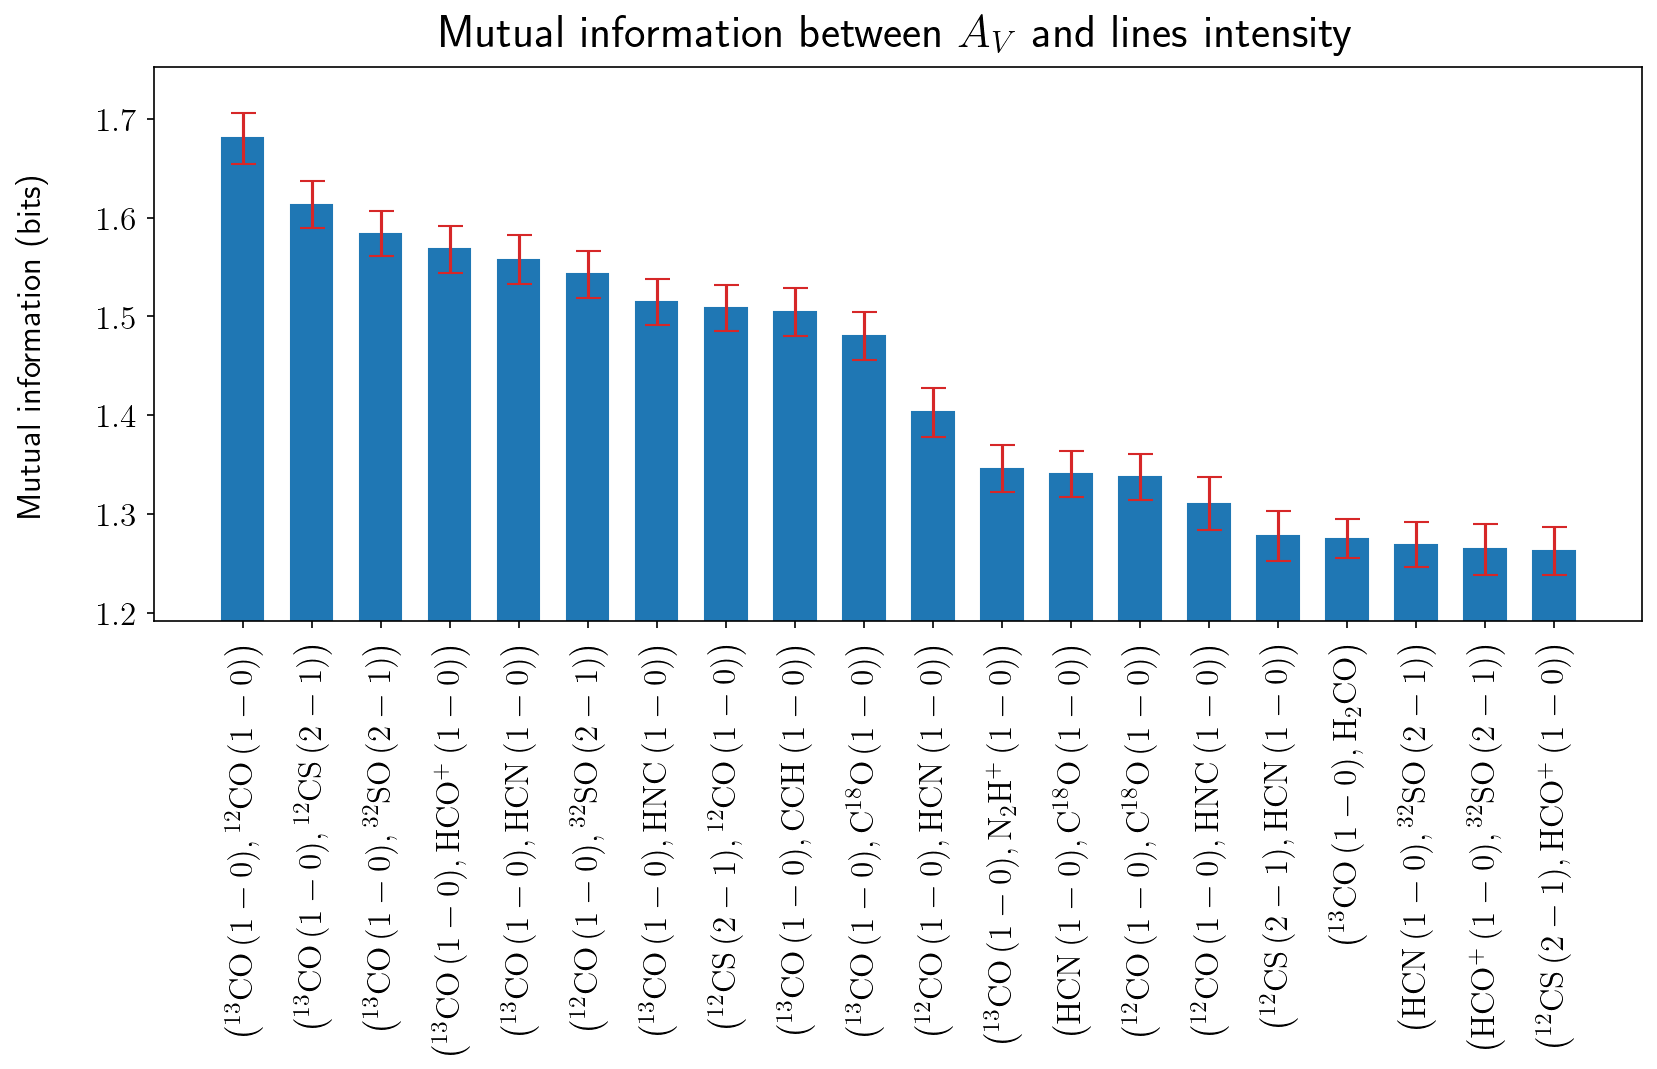 Mutual information between A_V and lines intensity
Mutual information (bits)
1.7
1.6
1.5
1.4
1.3
1.2
(¹³CO (1 − 0), ¹²CO (1 − 0))
(¹³CO (1 − 0), ¹²CS (2 − 1))
(¹³CO (1 − 0), ³²SO (2 − 1))
(¹³CO (1 − 0), HCO⁺ (1 − 0))
(¹³CO (1 − 0), HCN (1 − 0))
(¹²CO (1 − 0), ³²SO (2 − 1))
(¹³CO (1 − 0), HNC (1 − 0))
(¹²CS (2 − 1), ¹²CO (1 − 0))
(¹³CO (1 − 0), CCH (1 − 0))
(¹³CO (1 − 0), C¹⁸O (1 − 0))
(¹²CO (1 − 0), HCN (1 − 0))
(¹³CO (1 − 0), N₂H⁺ (1 − 0))
(HCN (1 − 0), C¹⁸O (1 − 0))
(¹²CO (1 − 0), C¹⁸O (1 − 0))
(¹²CO (1 − 0), HNC (1 − 0))
(¹²CS (2 − 1), HCN (1 − 0))
(¹³CO (1 − 0), H₂CO)
(HCN (1 − 0), ³²SO (2 − 1))
(HCO⁺ (1 − 0), ³²SO (2 − 1))
(¹²CS (2 − 1), HCO⁺ (1 − 0))